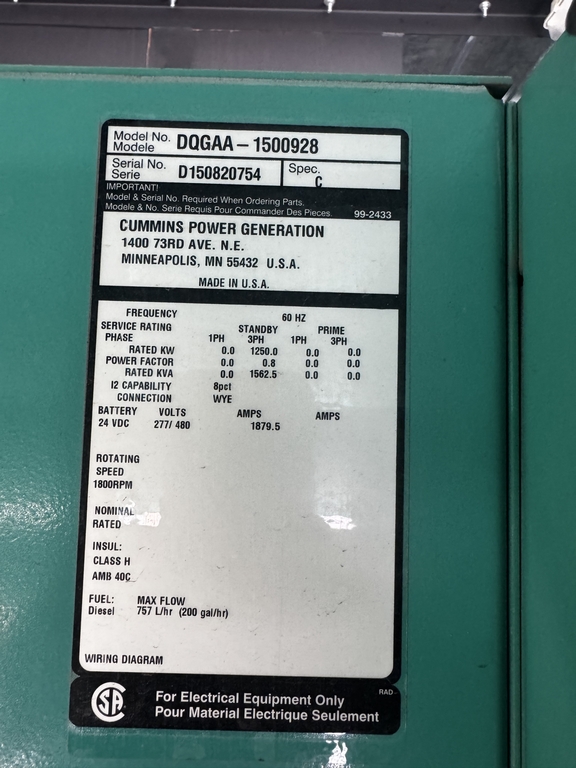 Model No. DQGAA-1500928
Modele
Serial No. D150820754 Spec.
Serie C
IMPORTANT!
Model & Serial No. Required When Ordering Parts.
Modele & No. Serie Requis Pour Commander Des Pieces. 99-2433
CUMMINS POWER GENERATION
1400 73RD AVE. N.E.
MINNEAPOLIS, MN 55432 U.S.A.
MADE IN U.S.A.
FREQUENCY 60 HZ
SERVICE RATING STANDBY PRIME
PHASE 1PH 3PH 1PH 3PH
RATED KW 0.0 1250.0 0.0 0.0
POWER FACTOR 0.0 0.8 0.0 0.0
RATED KVA 0.0 1562.5 0.0 0.0
I2 CAPABILITY 8pct
CONNECTION WYE
BATTERY VOLTS AMPS AMPS
24 VDC 277/ 480 1879.5
ROTATING
SPEED
1800RPM
NOMINAL
RATED
INSUL:
CLASS H
AMB 40C
FUEL: MAX FLOW
Diesel 757 L/hr (200 gal/hr)
WIRING DIAGRAM
RAD
CSA For Electrical Equipment Only
Pour Material Electrique Seulement